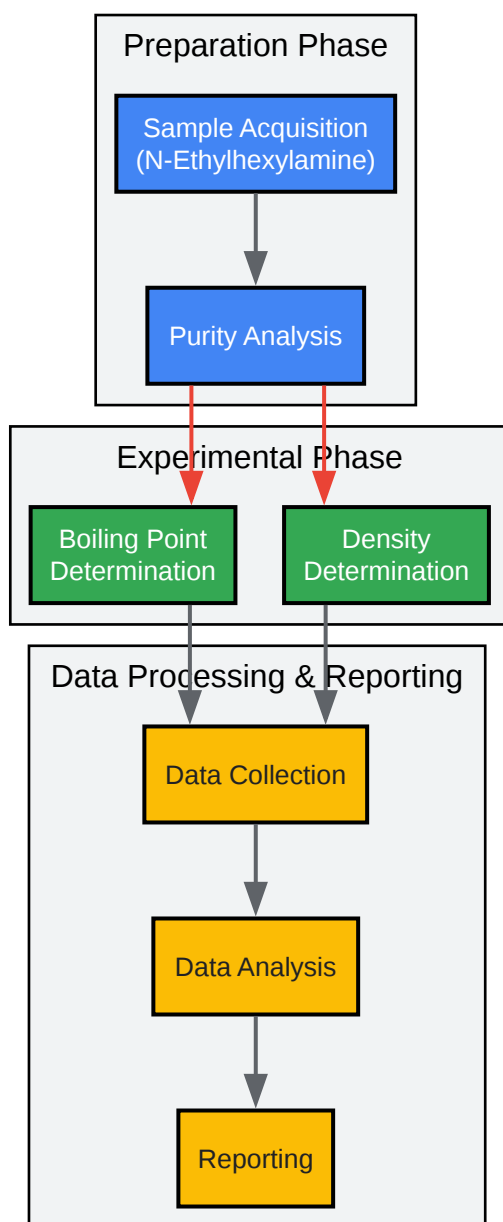 Preparation Phase
Sample Acquisition
(N-Ethylhexylamine)
Purity Analysis
Experimental Phase
Boiling Point
Determination
Density
Determination
Data Processing & Reporting
Data Collection
Data Analysis
Reporting